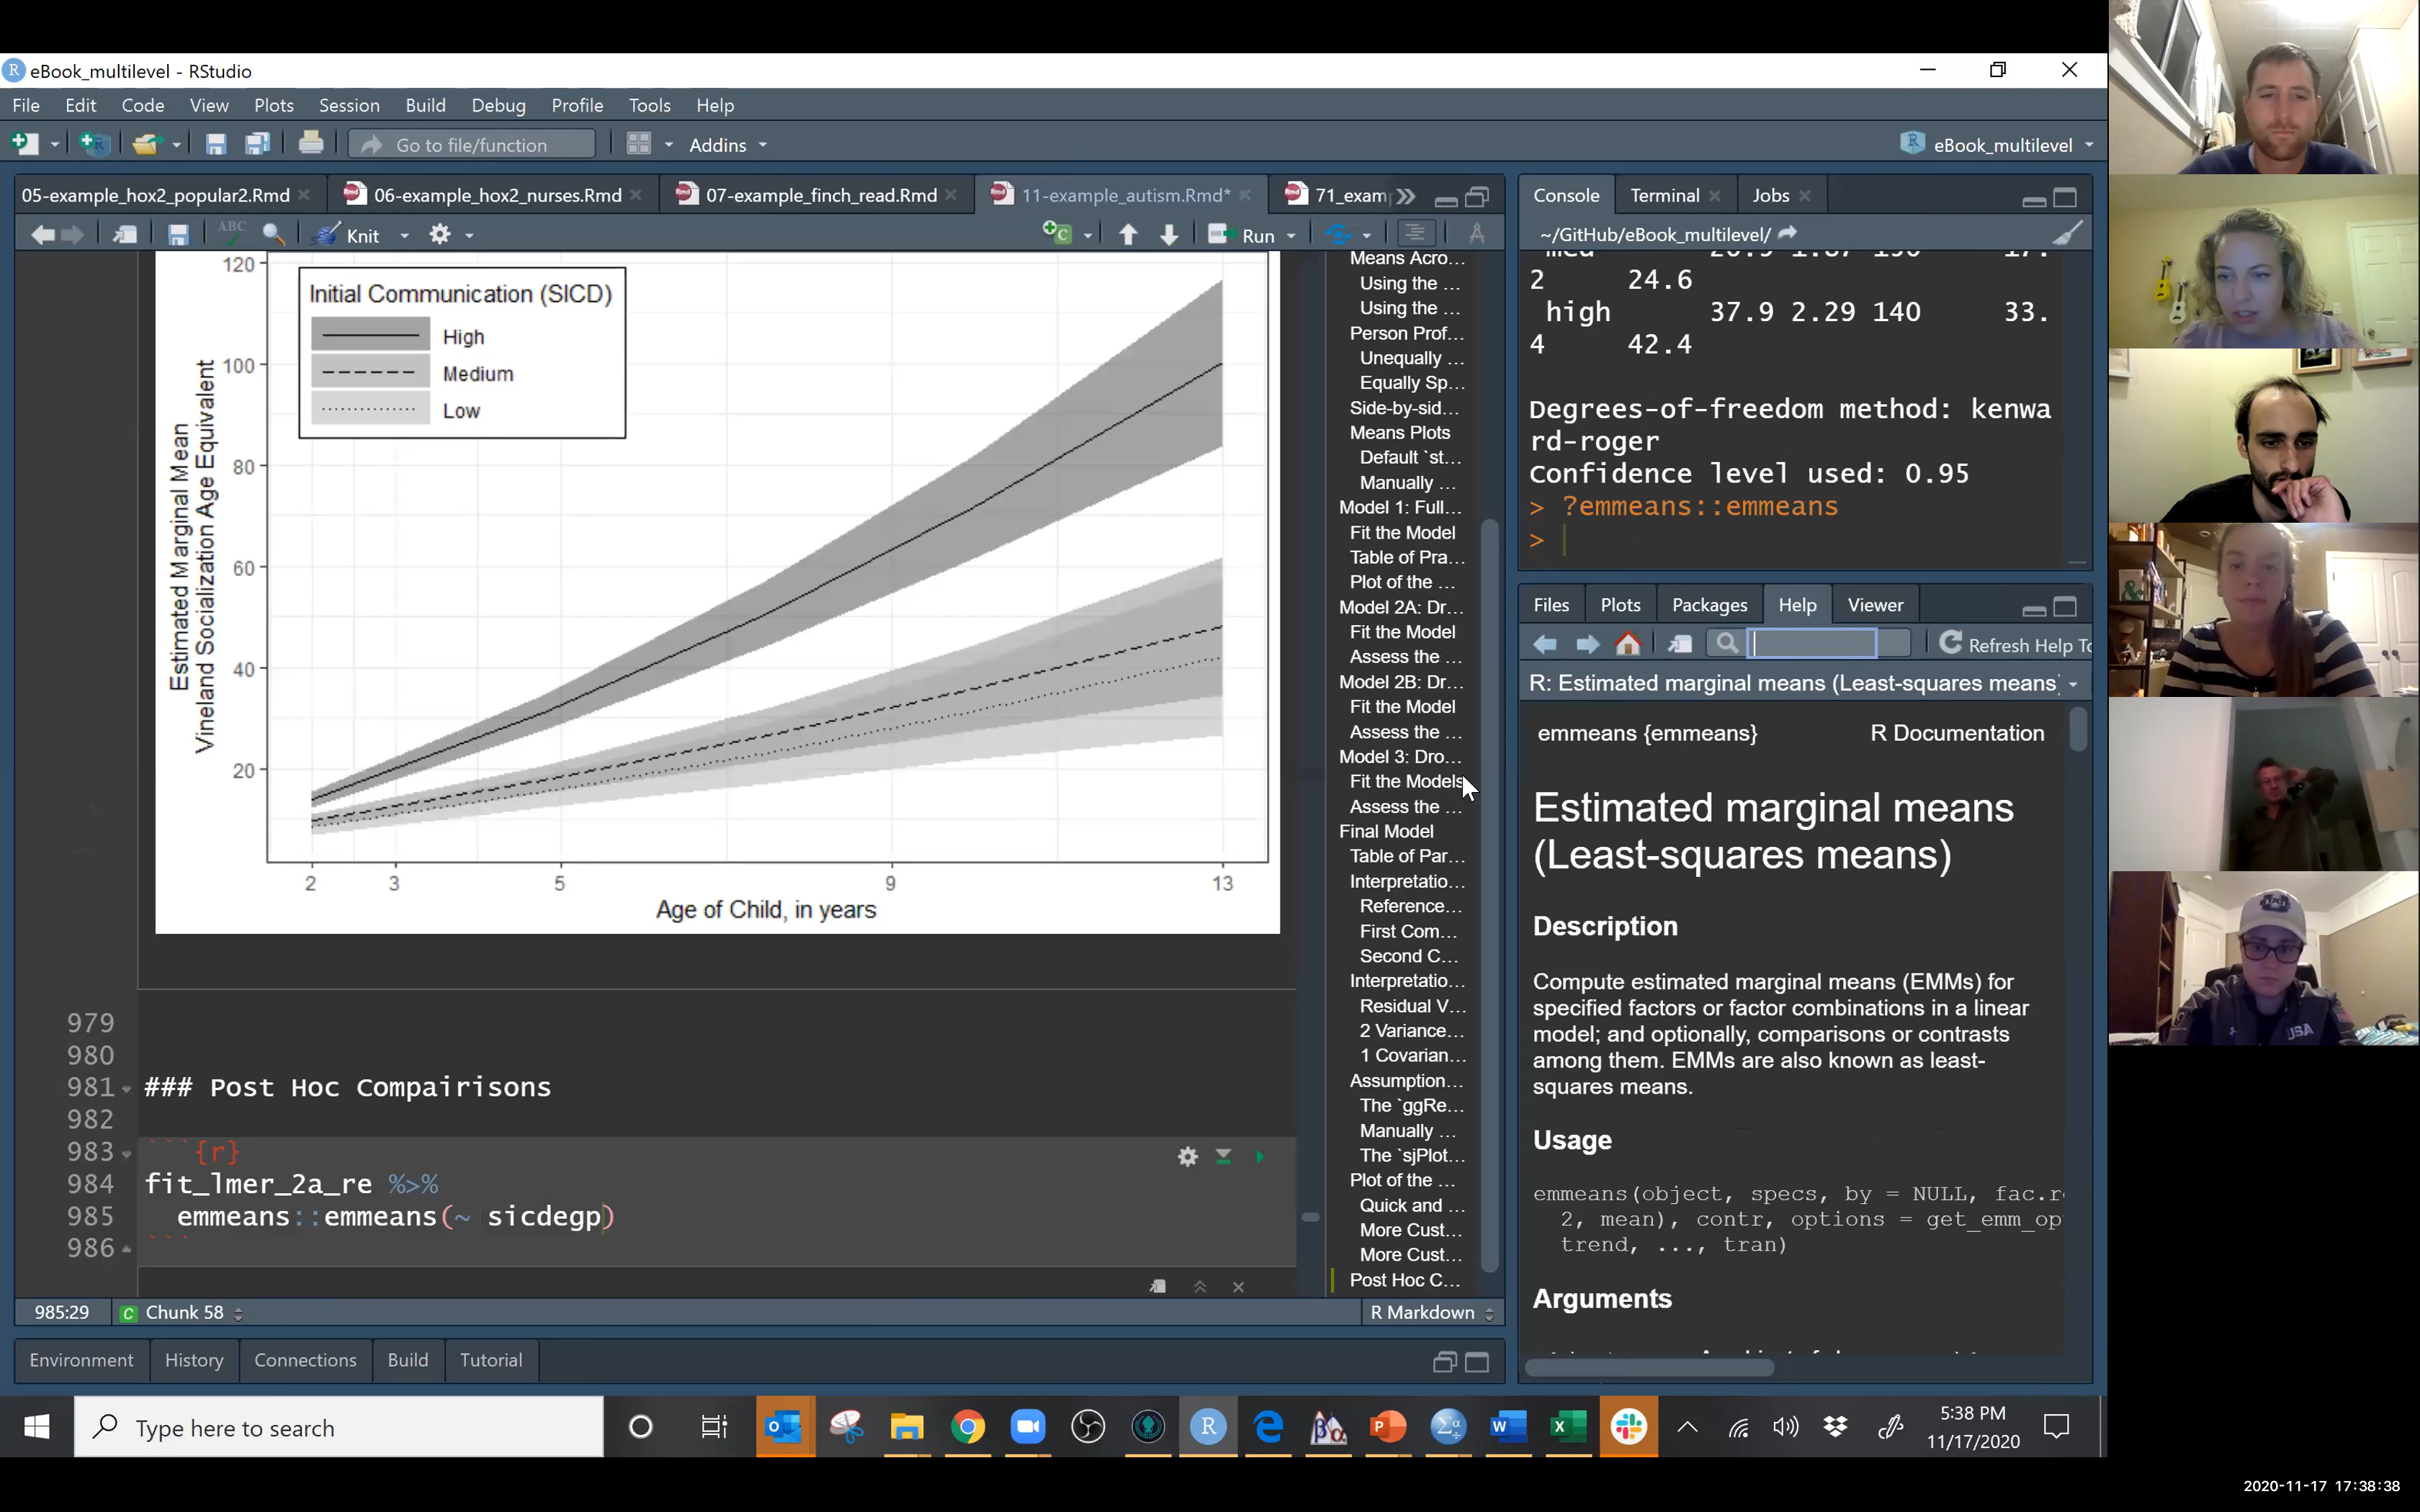 eBook_multilevel - RStudio
File Edit Code View Plots Session Build Debug Profile Tools Help
Go to file/function Addins eBook_multilevel
05-example_hox2_popular2.Rmd 06-example_hox2_nurses.Rmd 07-example_finch_read.Rmd 11-example_autism.Rmd* 71_exam
ABC Knit Run
120
100
80
60
40
20
Initial Communication (SICD)
High
Medium
Low
Estimated Marginal Mean
Vineland Socialization Age Equivalent
2 3 5 9 13
Age of Child, in years
979
980
981 ### Post Hoc Compairisons
982
983 ```{r}
984 fit_lmer_2a_re %>%
985 emmeans::emmeans(~ sicdegp)
986 ```
985:29 Chunk 58 R Markdown
Means Acro...
Using the ...
Using the ...
Person Prof...
Unequally ...
Equally Sp...
Side-by-sid...
Means Plots
Default `st...
Manually ...
Model 1: Full...
Fit the Model
Table of Pra...
Plot of the ...
Model 2A: Dr...
Fit the Model
Assess the ...
Model 2B: Dr...
Fit the Model
Assess the ...
Model 3: Dro...
Fit the Models
Assess the ...
Final Model
Table of Par...
Interpretatio...
Reference...
First Com...
Second C...
Interpretatio...
Residual V...
2 Variance...
1 Covarian...
Assumption...
The `ggRe...
Manually ...
The `sjPlot...
Plot of the ...
Quick and ...
More Cust...
More Cust...
Post Hoc C...
Environment History Connections Build Tutorial
Console Terminal Jobs
~/GitHub/eBook_multilevel/
2 24.6
high 37.9 2.29 140 33.
4 42.4
Degrees-of-freedom method: kenwa
rd-roger
Confidence level used: 0.95
> ?emmeans::emmeans
>
Files Plots Packages Help Viewer
Refresh Help To
R: Estimated marginal means (Least-squares means)
emmeans {emmeans} R Documentation
Estimated marginal means
(Least-squares means)
Description
Compute estimated marginal means (EMMs) for
specified factors or factor combinations in a linear
model; and optionally, comparisons or contrasts
among them. EMMs are also known as least-
squares means.
Usage
emmeans(object, specs, by = NULL, fac.re
2, mean), contr, options = get_emm_op
trend, ..., tran)
Arguments
Type here to search
5:38 PM
11/17/2020
USA
2020-11-17 17:38:38